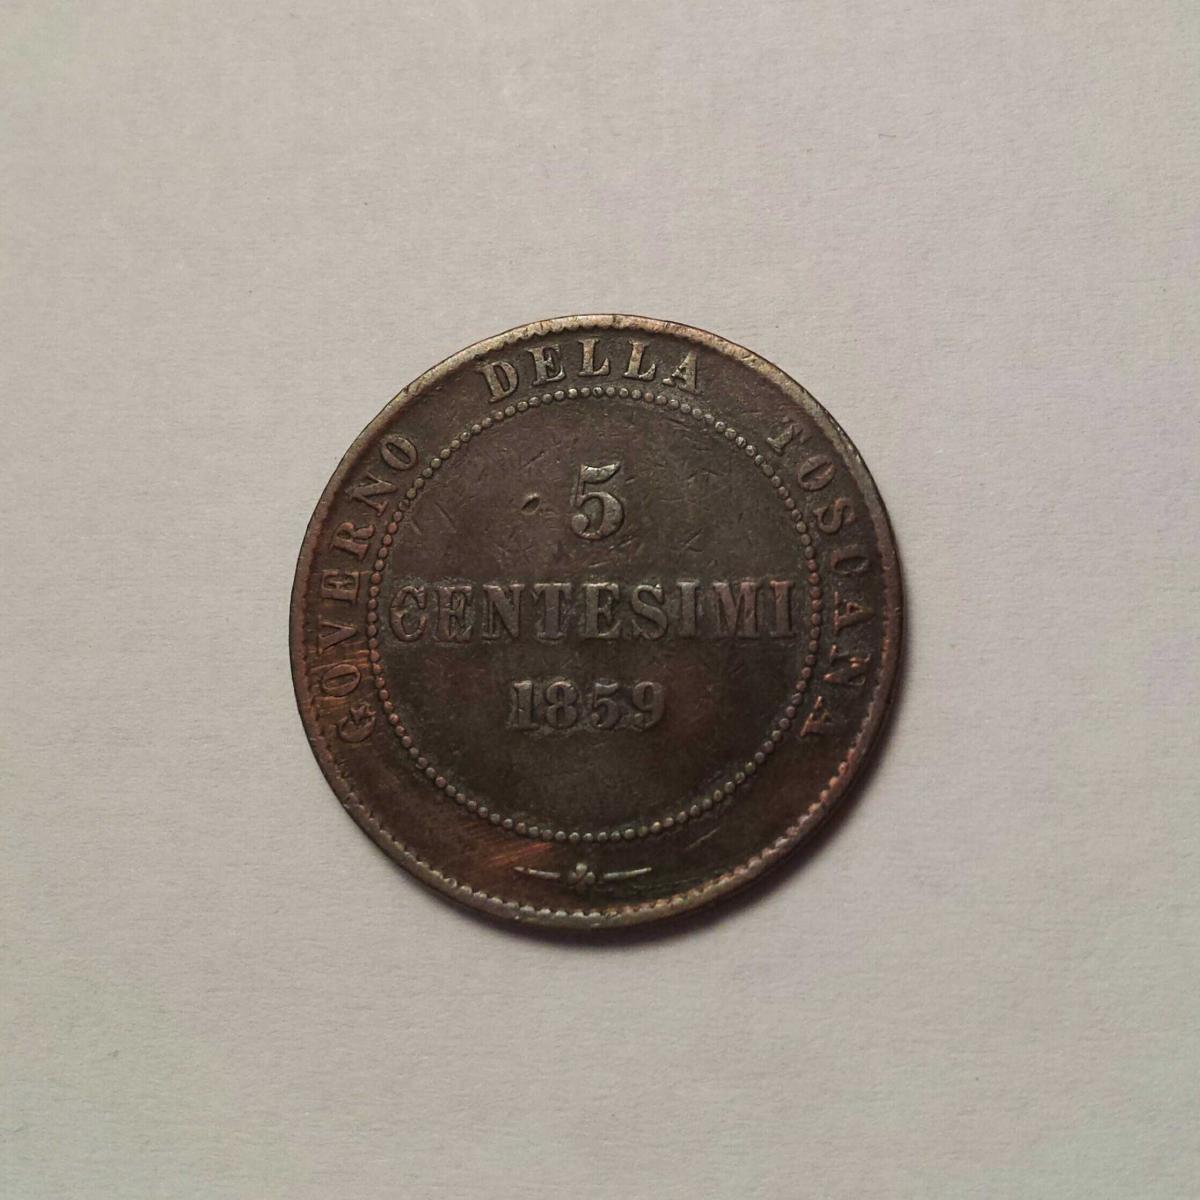 GOVERNO DELLA TOSCANA
5
CENTESIMI
1859